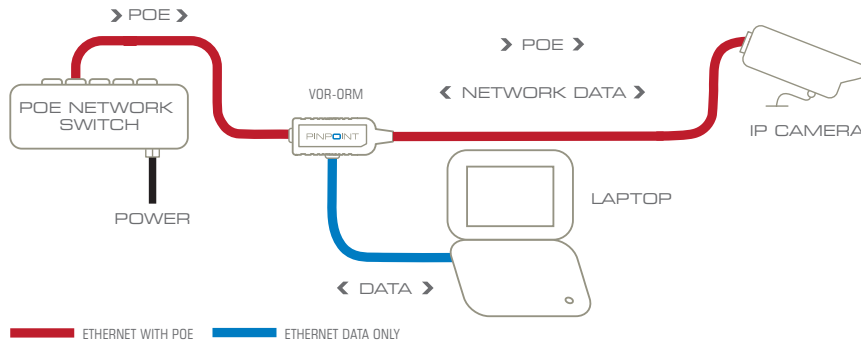 > POE >
> POE >
VOR-ORM
< NETWORK DATA >
POE NETWORK
SWITCH
PINPOINT
IP CAMERA
LAPTOP
POWER
< DATA >
ETHERNET WITH POE
ETHERNET DATA ONLY